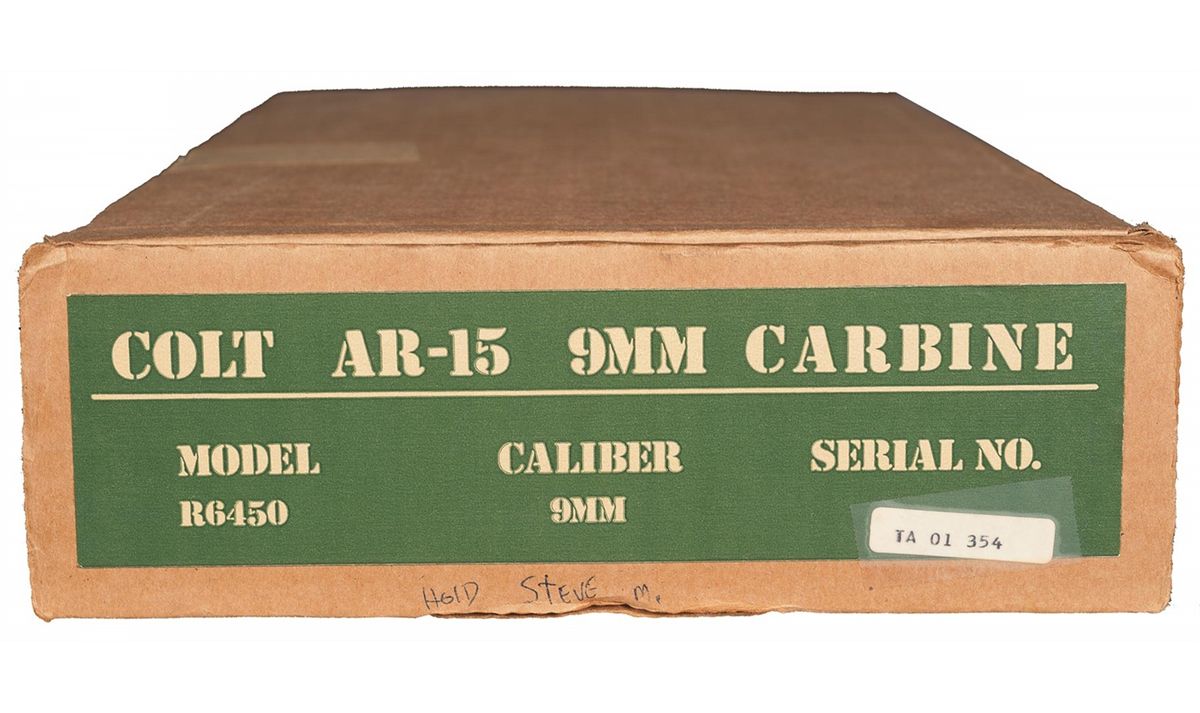 COLT AR-15 9MM CARBINE
MODEL CALIBER SERIAL NO.
R6450 9MM TA 01 354
HOLD STEVE M.